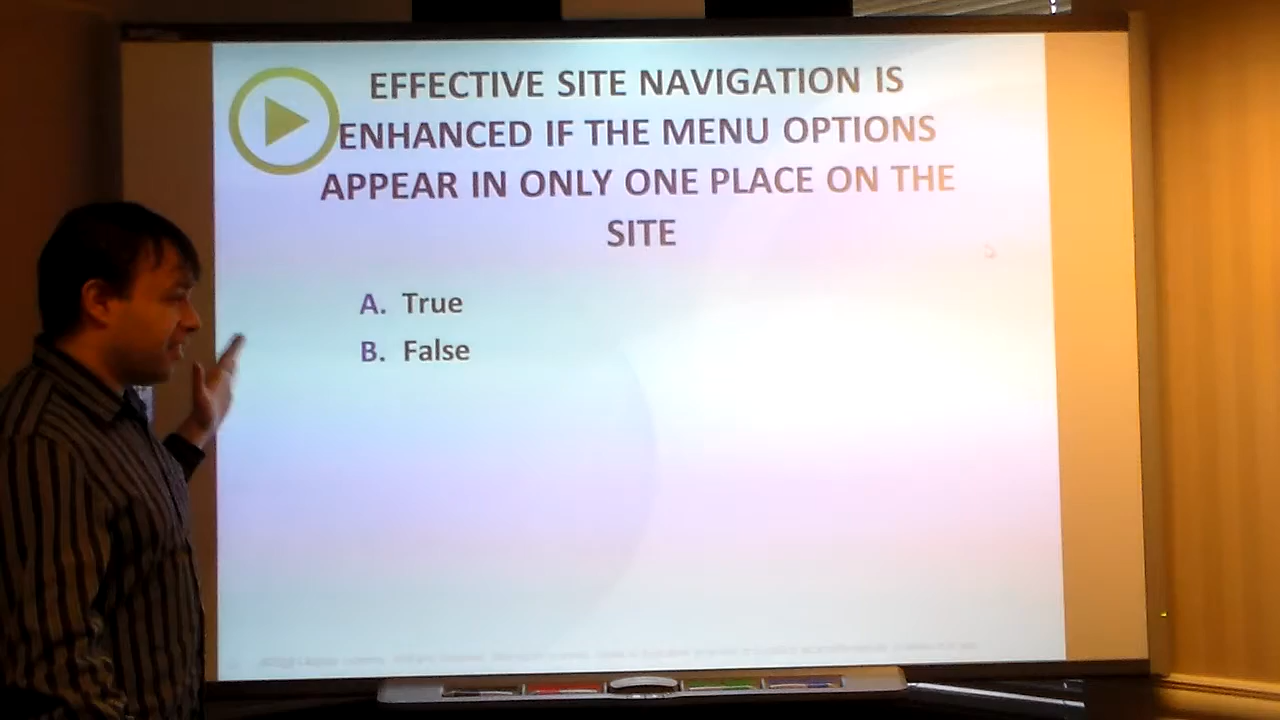 EFFECTIVE SITE NAVIGATION IS
ENHANCED IF THE MENU OPTIONS
APPEAR IN ONLY ONE PLACE ON THE
SITE
A. True
B. False